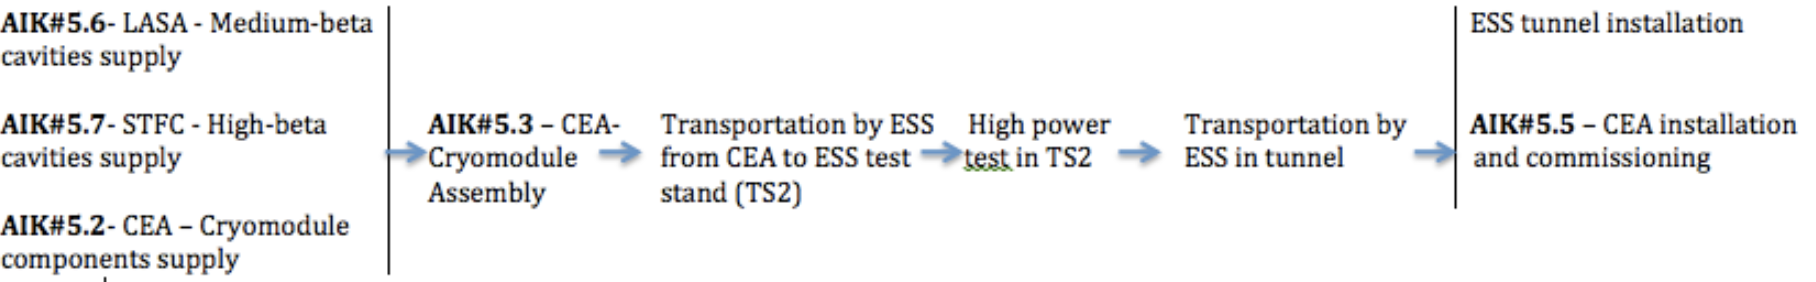 AIK#5.6- LASA - Medium-beta
cavities supply
AIK#5.7- STFC - High-beta
cavities supply
AIK#5.2- CEA – Cryomodule
components supply
AIK#5.3 – CEA-
Cryomodule
Assembly
Transportation by ESS
from CEA to ESS test
stand (TS2)
High power
test in TS2
Transportation by
ESS in tunnel
ESS tunnel installation
AIK#5.5 – CEA installation
and commissioning